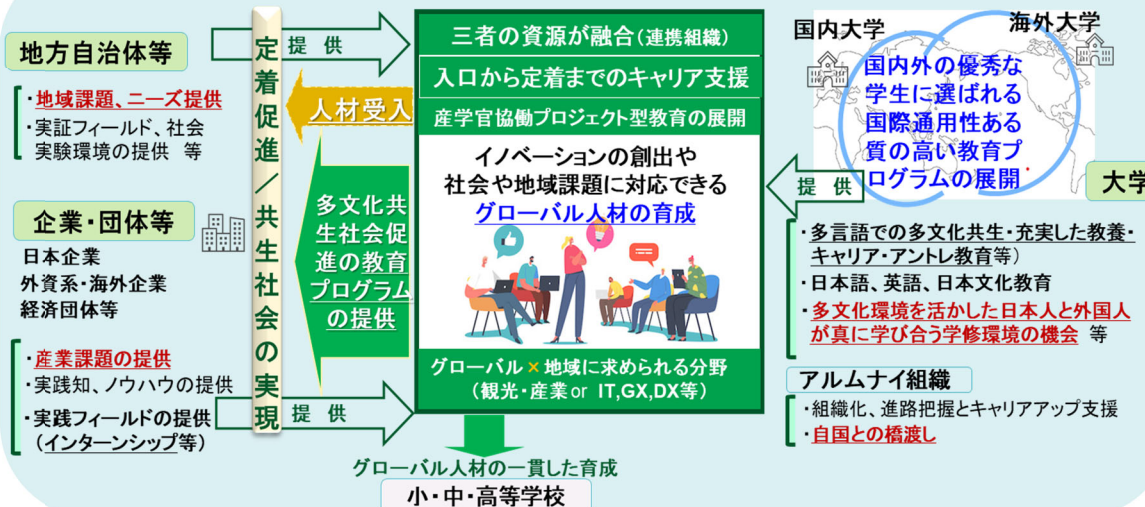 地方自治体等
・地域課題、ニーズ提供
・実証フィールド、社会
実験環境の提供 等
企業・団体等
日本企業
外資系・海外企業
経済団体等
・産業課題の提供
・実践知、ノウハウの提供
・実践フィールドの提供
(インターンシップ等)
定着促進/共生社会の実現
提 供
人材受入
多文化共
生社会促
進の教育
プログラム
の提供
提 供
三者の資源が融合(連携組織)
入口から定着までのキャリア支援
産学官協働プロジェクト型教育の展開
イノベーションの創出や
社会や地域課題に対応できる
グローバル人材の育成
グローバル×地域に求められる分野
(観光・産業or IT,GX,DX等)
グローバル人材の一貫した育成
小・中・高等学校
国内大学
海外大学
国内外の優秀な
学生に選ばれる
国際通用性ある
質の高い教育プ
ログラムの展開
提 供
大学
・多言語での多文化共生・充実した教養・
キャリア・アントレ教育等)
・日本語、英語、日本文化教育
・多文化環境を活かした日本人と外国人
が真に学び合う学修環境の機会 等
アルムナイ組織
・組織化、進路把握とキャリアアップ支援
・自国との橋渡し